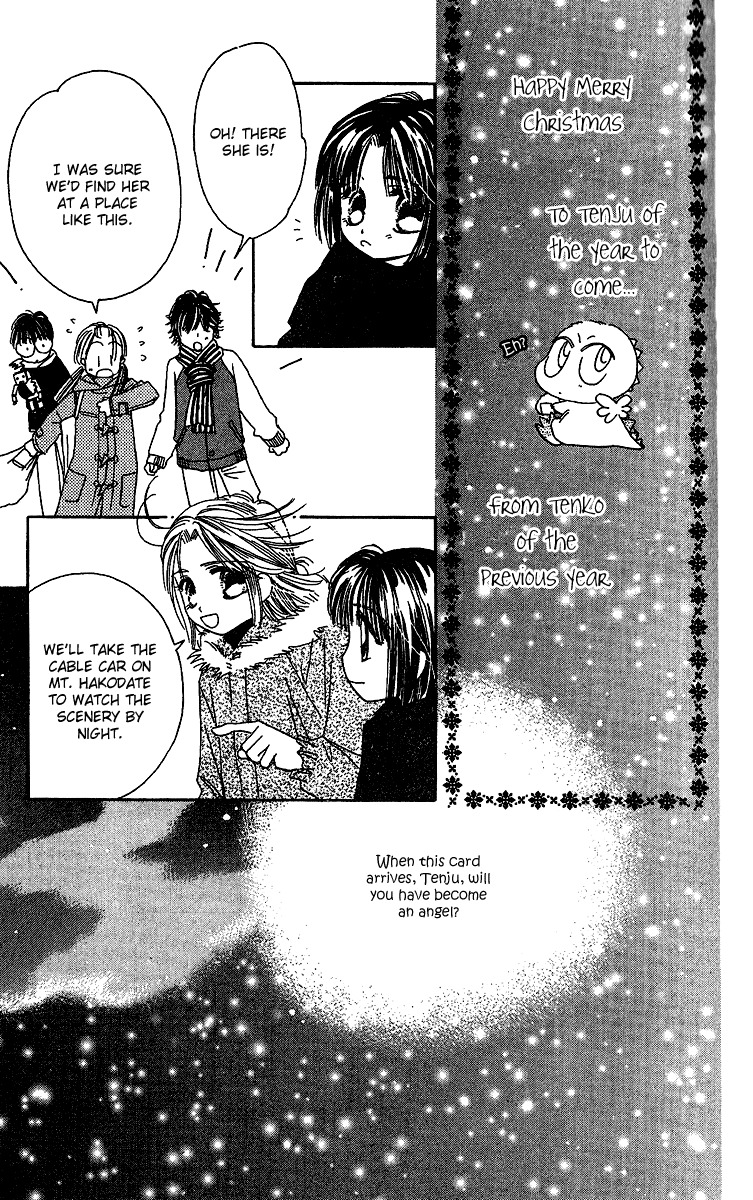 Happy Merry
Christmas
To Tenju of
the year to
come...
Eh?
From Tenko
of the
Previous Year
OH! THERE
SHE IS!
I WAS SURE
WE'D FIND HER
AT A PLACE
LIKE THIS.
WE'LL TAKE THE
CABLE CAR ON
MT. HAKODATE
TO WATCH THE
SCENERY BY
NIGHT.
When this card
arrives, Tenju, will
you have become
an angel?